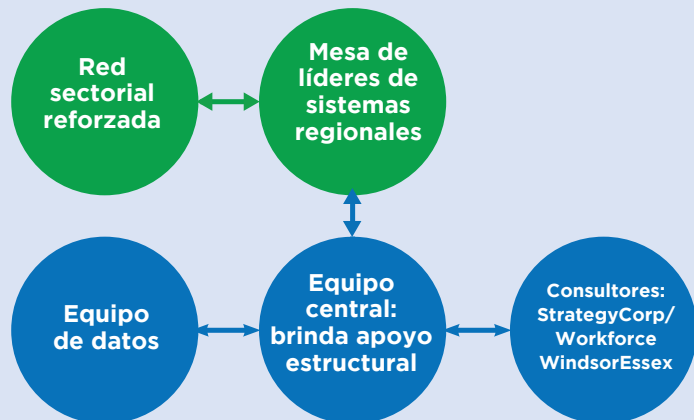 Red
sectorial
reforzada
Mesa de
líderes de
sistemas
regionales
Equipo
de datos
Equipo
central:
brinda apoyo
estructural
Consultores:
StrategyCorp/
Workforce
WindsorEssex